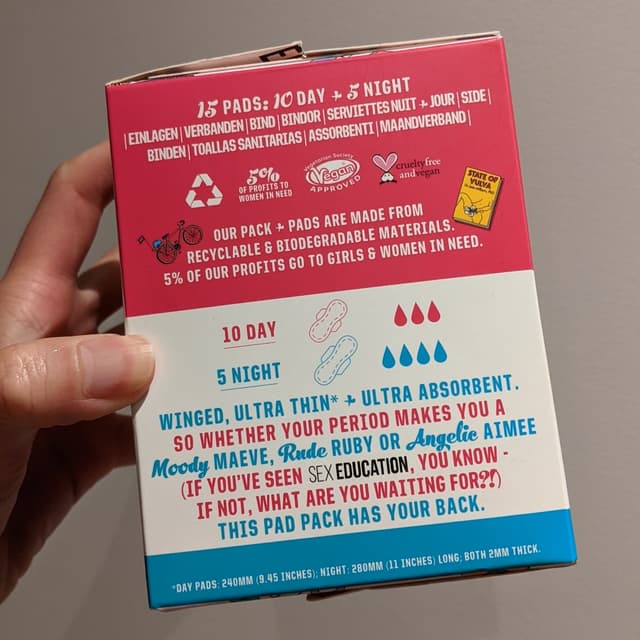 15 PADS: 10 DAY + 5 NIGHT
| EINLAGEN | VERBANDEN | BIND | BINDOR | SERVIETTES NUIT + JOUR | SIDE |
BINDEN | TOALLAS SANITARIAS | ASSORBENTI | MAANDVERBAND |
5%
OF PROFITS TO
WOMEN IN NEED
Vegetarian Society
Vegan
APPROVED
crueltyfree
andvegan
STATE OF
VULVA
OUR PACK + PADS ARE MADE FROM
RECYCLABLE & BIODEGRADABLE MATERIALS.
5% OF OUR PROFITS GO TO GIRLS & WOMEN IN NEED.
10 DAY
5 NIGHT
WINGED, ULTRA THIN* + ULTRA ABSORBENT.
SO WHETHER YOUR PERIOD MAKES YOU A
Moody MAEVE, Rude RUBY OR Angelic AIMEE
(IF YOU'VE SEEN SEX EDUCATION, YOU KNOW -
IF NOT, WHAT ARE YOU WAITING FOR?!)
THIS PAD PACK HAS YOUR BACK.
*DAY PADS: 240MM (9.45 INCHES); NIGHT: 280MM (11 INCHES) LONG; BOTH 2MM THICK.